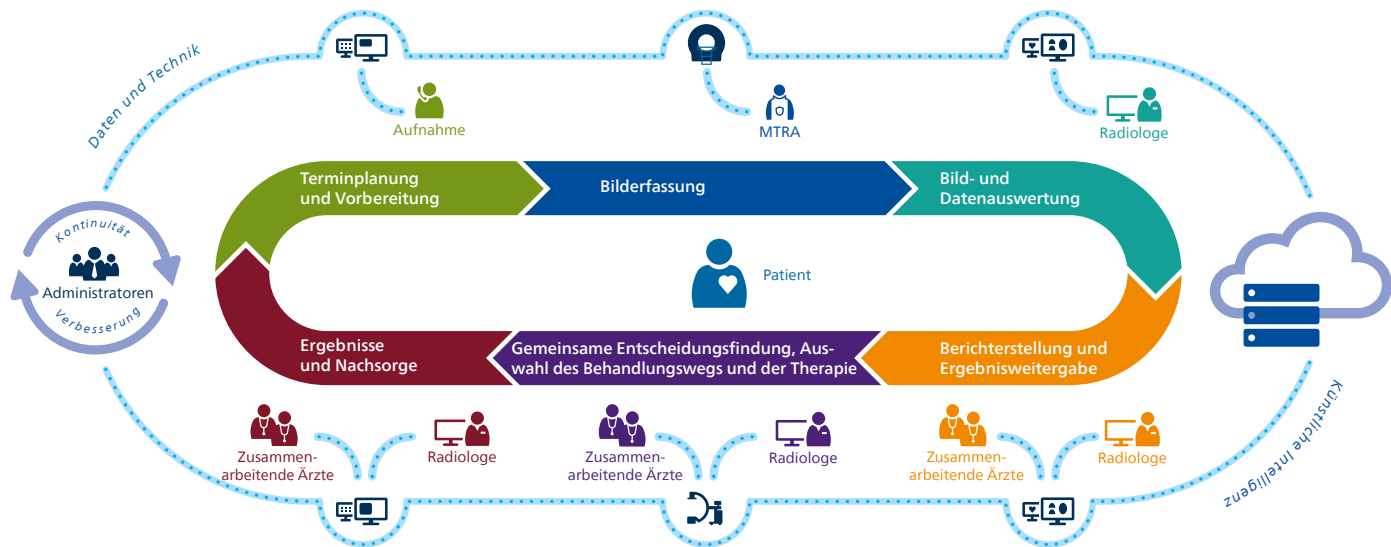 Daten und Technik
Aufnahme
MTRA
Radiologe
Terminplanung
und Vorbereitung
Bilderfassung
Bild- und
Datenauswertung
Kontinuität
Administratoren
Verbesserung
Patient
Ergebnisse
und Nachsorge
Gemeinsame Entscheidungsfindung, Aus-
wahl des Behandlungswegs und der Therapie
Berichterstellung und
Ergebnisweitergabe
Zusammen-
arbeitende Ärzte
Radiologe
Zusammen-
arbeitende Ärzte
Radiologe
Zusammen-
arbeitende Ärzte
Radiologe
Künstliche Intelligenz